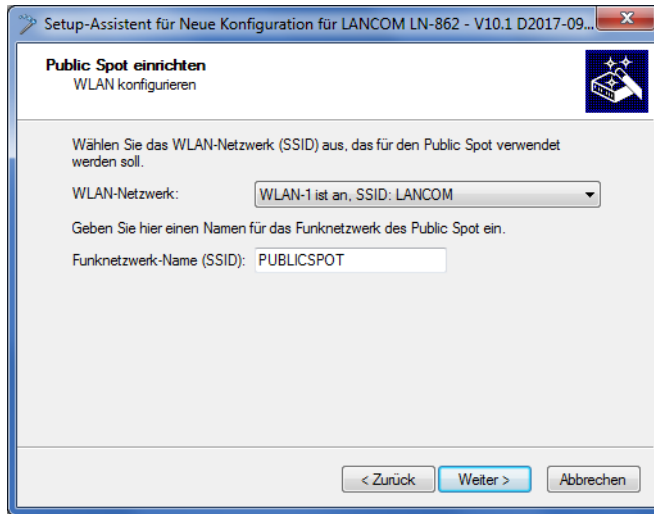 Setup-Assistent für Neue Konfiguration für LANCOM LN-862 - V10.1 D2017-09...
Public Spot einrichten
WLAN konfigurieren
Wählen Sie das WLAN-Netzwerk (SSID) aus, das für den Public Spot verwendet
werden soll.
WLAN-Netzwerk: WLAN-1 ist an, SSID: LANCOM
Geben Sie hier einen Namen für das Funknetzwerk des Public Spot ein.
Funknetzwerk-Name (SSID): PUBLICSPOT
< Zurück Weiter > Abbrechen